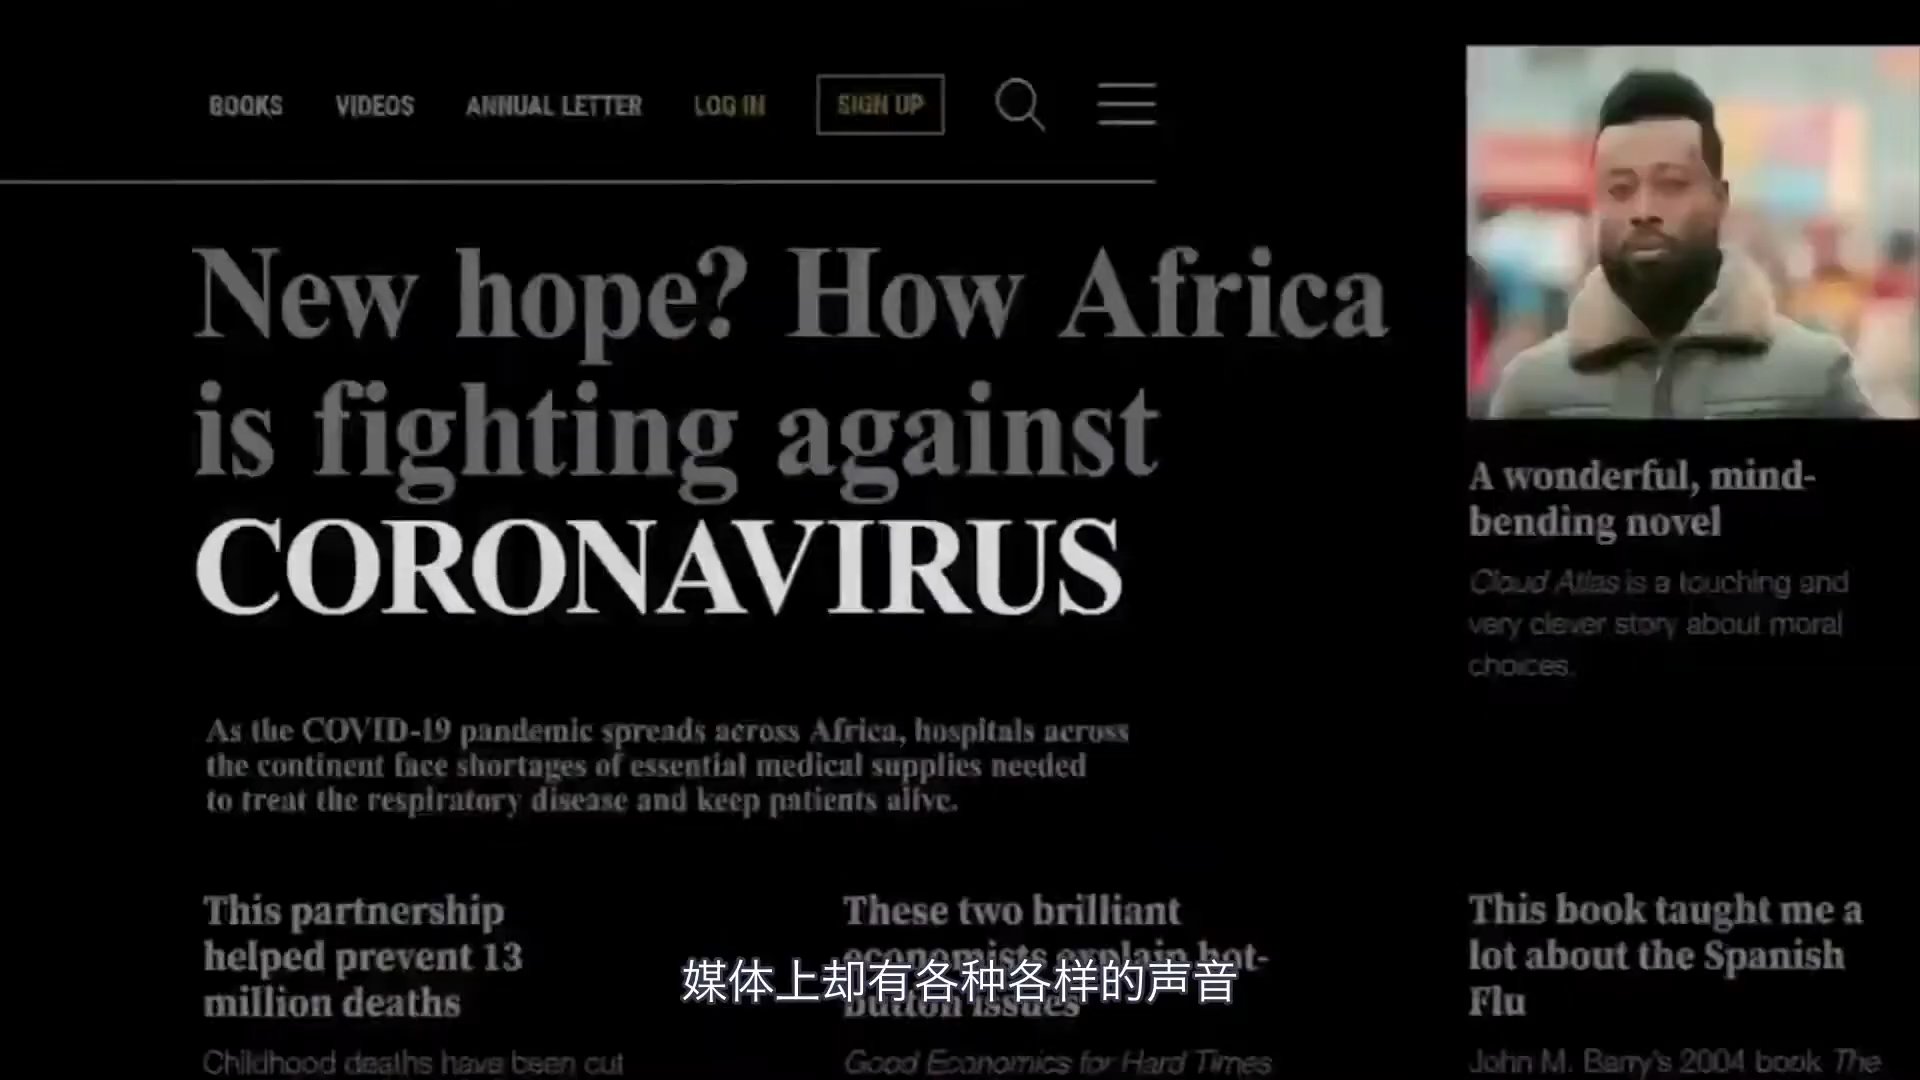 BOOKS VIDEOS ANNUAL LETTER LOG IN SIGN UP
New hope? How Africa
is fighting against
CORONAVIRUS
As the COVID-19 pandemic spreads across Africa, hospitals across
the continent face shortages of essential medical supplies needed
to treat the respiratory disease and keep patients alive.
A wonderful, mind-
bending novel
Cloud Atlas is a touching and
very clever story about moral
choices.
This partnership
helped prevent 13
million deaths
Childhood deaths have been cut
These two brilliant
economists explain hot-
button issues
Good Economics for Hard Times
This book taught me a
lot about the Spanish
Flu
John M. Barry's 2004 book The
媒体上却有各种各样的声音